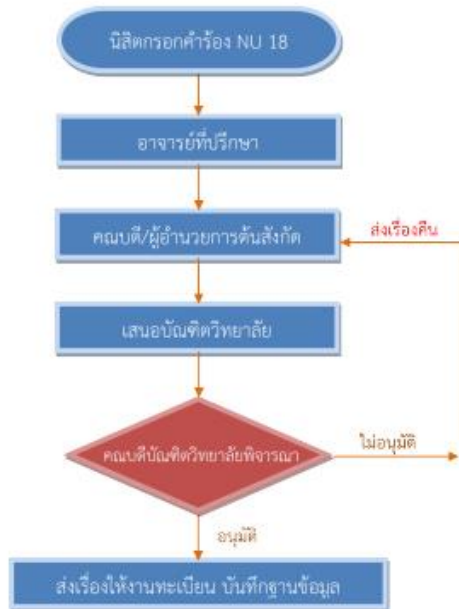 นิสิตกรอกคำร้อง NU 18
อาจารย์ที่ปรึกษา
คณบดี/ผู้อำนวยการต้นสังกัด
ส่งเรื่องคืน
เสนอบัณฑิตวิทยาลัย
คณบดีบัณฑิตวิทยาลัยพิจารณา
ไม่อนุมัติ
อนุมัติ
ส่งเรื่องให้งานทะเบียน บันทึกฐานข้อมูล